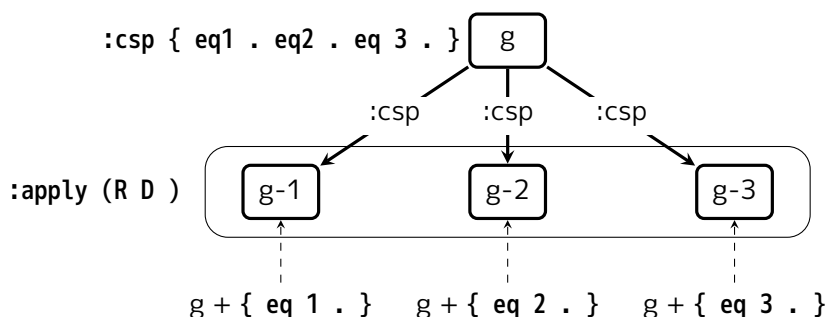 :csp { eq1 . eq2 . eq 3 . } g
:csp :csp :csp
:apply (R D ) g-1 g-2 g-3
g + { eq 1 . } g + { eq 2 . } g + { eq 3 . }